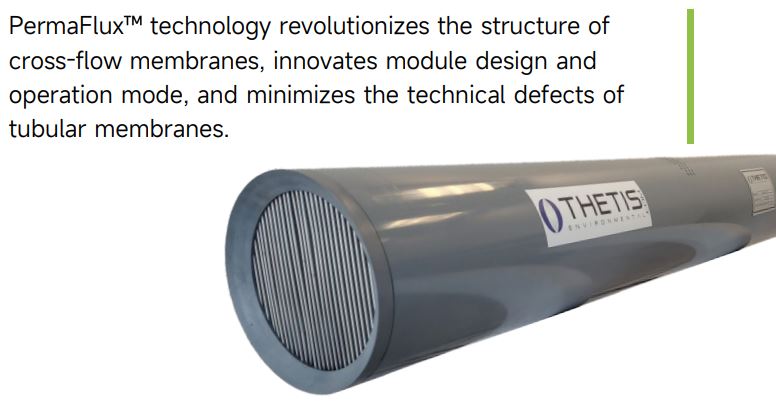 PermaFlux™ technology revolutionizes the structure of
cross-flow membranes, innovates module design and
operation mode, and minimizes the technical defects of
tubular membranes.
THETIS
ENVIRONMENTAL